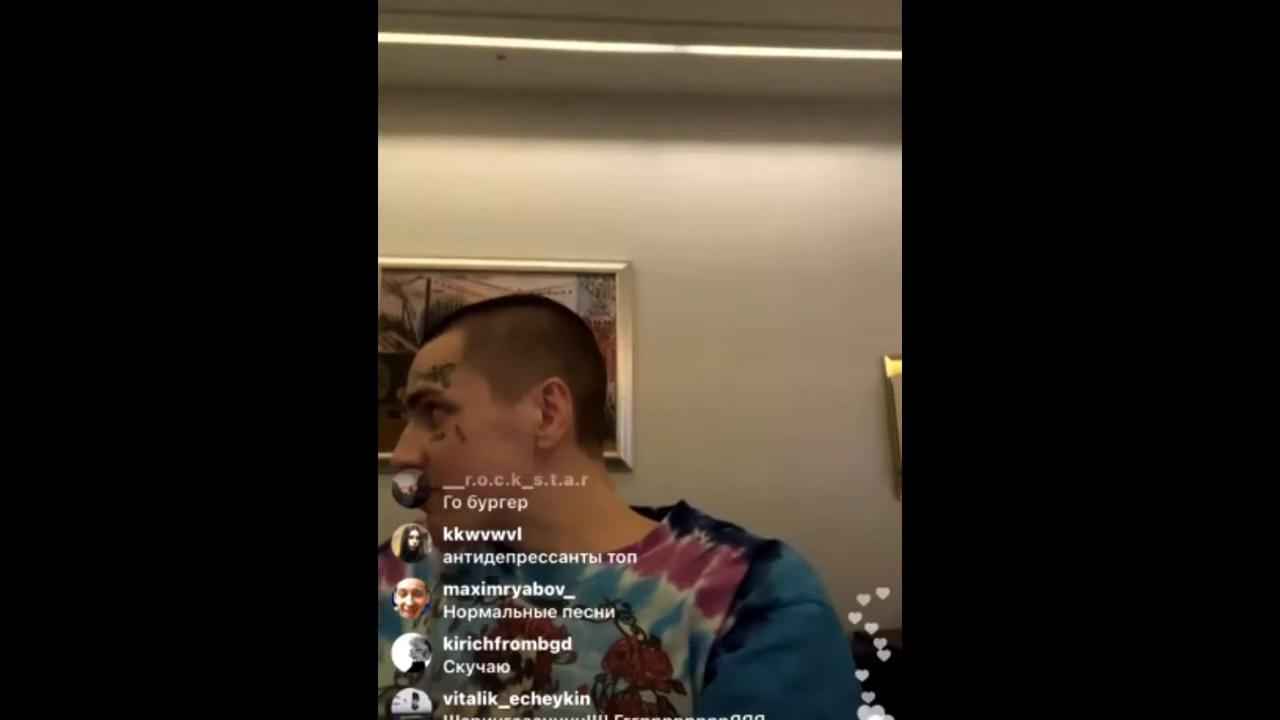 __r.o.c.k_s.t.a.r
Го бургер
kkwvwvl
антидепрессанты топ
maximryabov_
Нормальные песни
kirichfrombgd
Скучаю
vitalik_echeykin